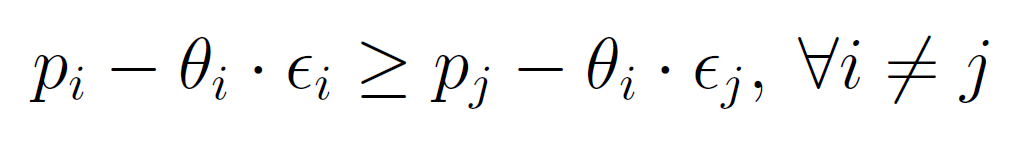 p_i − θ_i · ϵ_i ≥ p_j − θ_i · ϵ_j, ∀i ≠ j